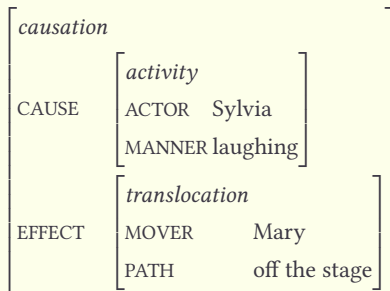 causation
activity
CAUSE ACTOR Sylvia
MANNER laughing
translocation
EFFECT MOVER Mary
PATH off the stage